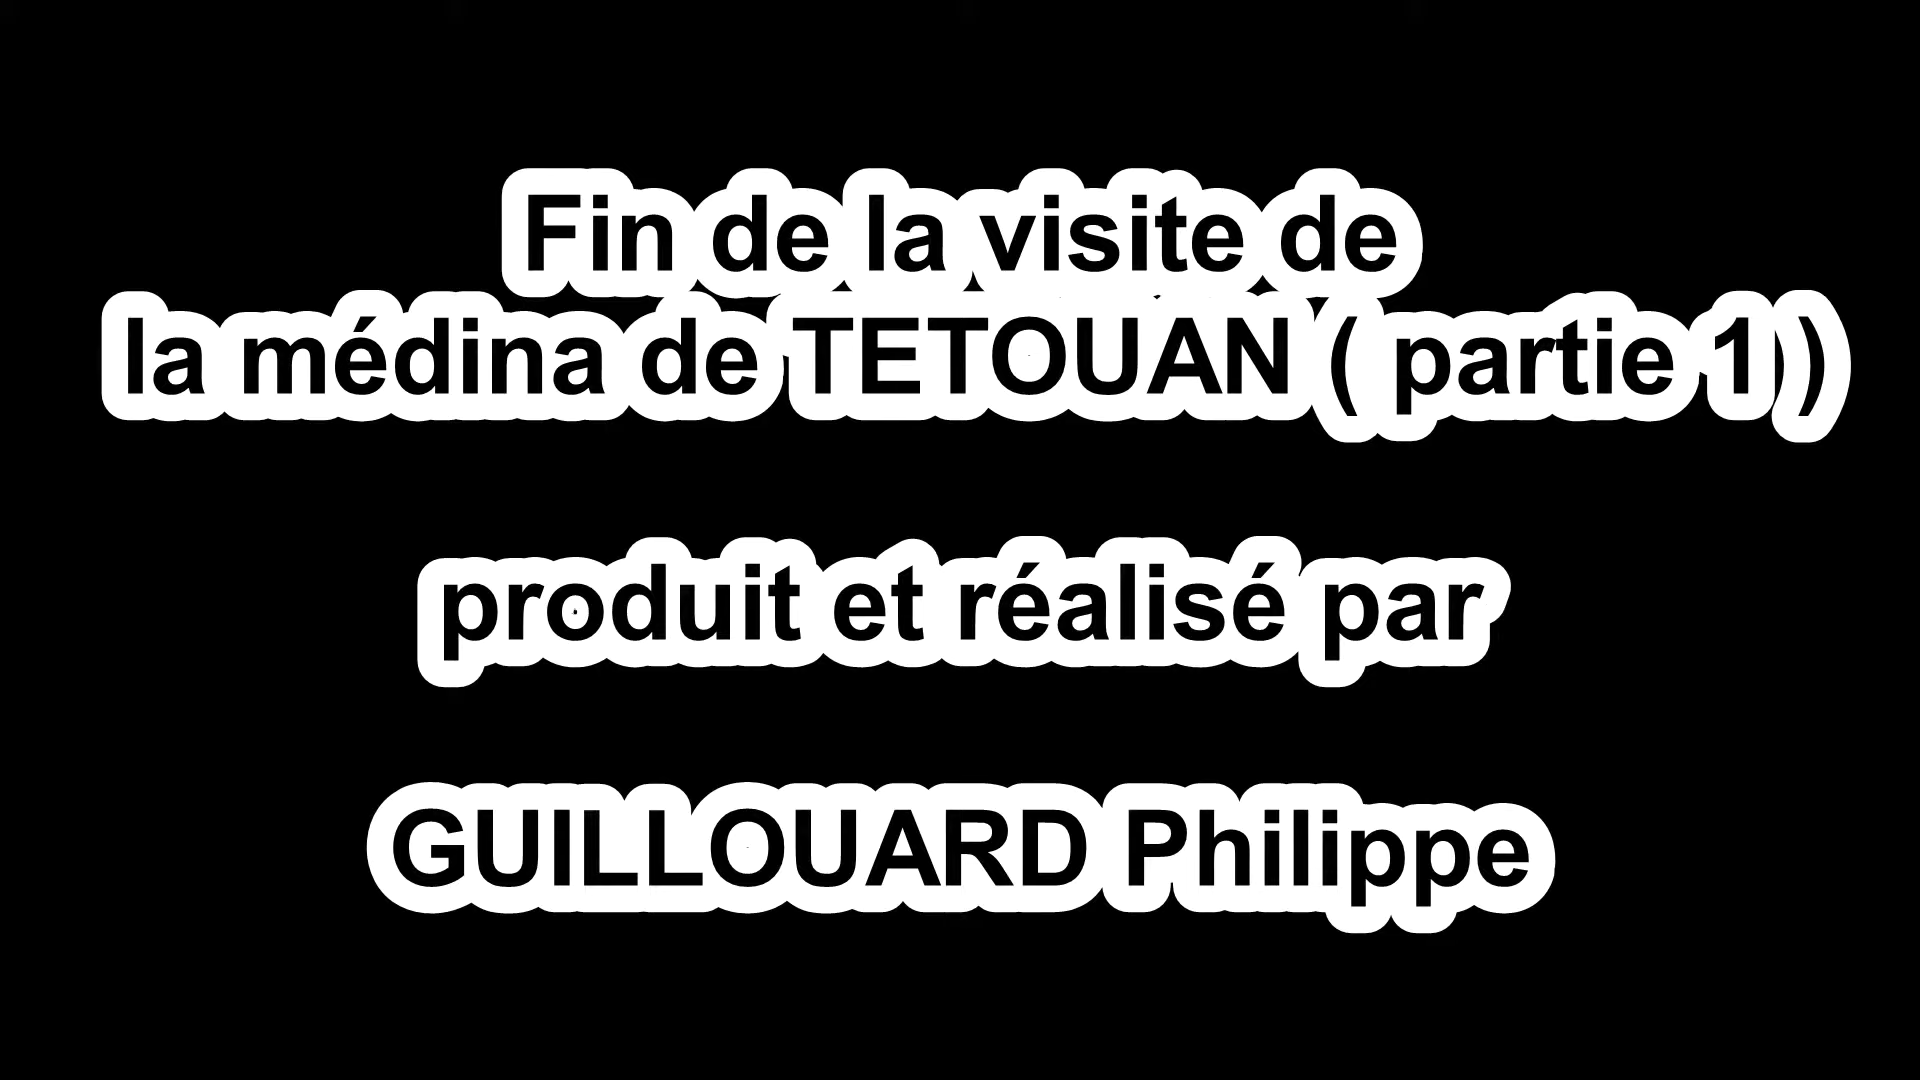 Fin de la visite de
la médina de TETOUAN ( partie 1 )
produit et réalisé par
GUILLOUARD Philippe